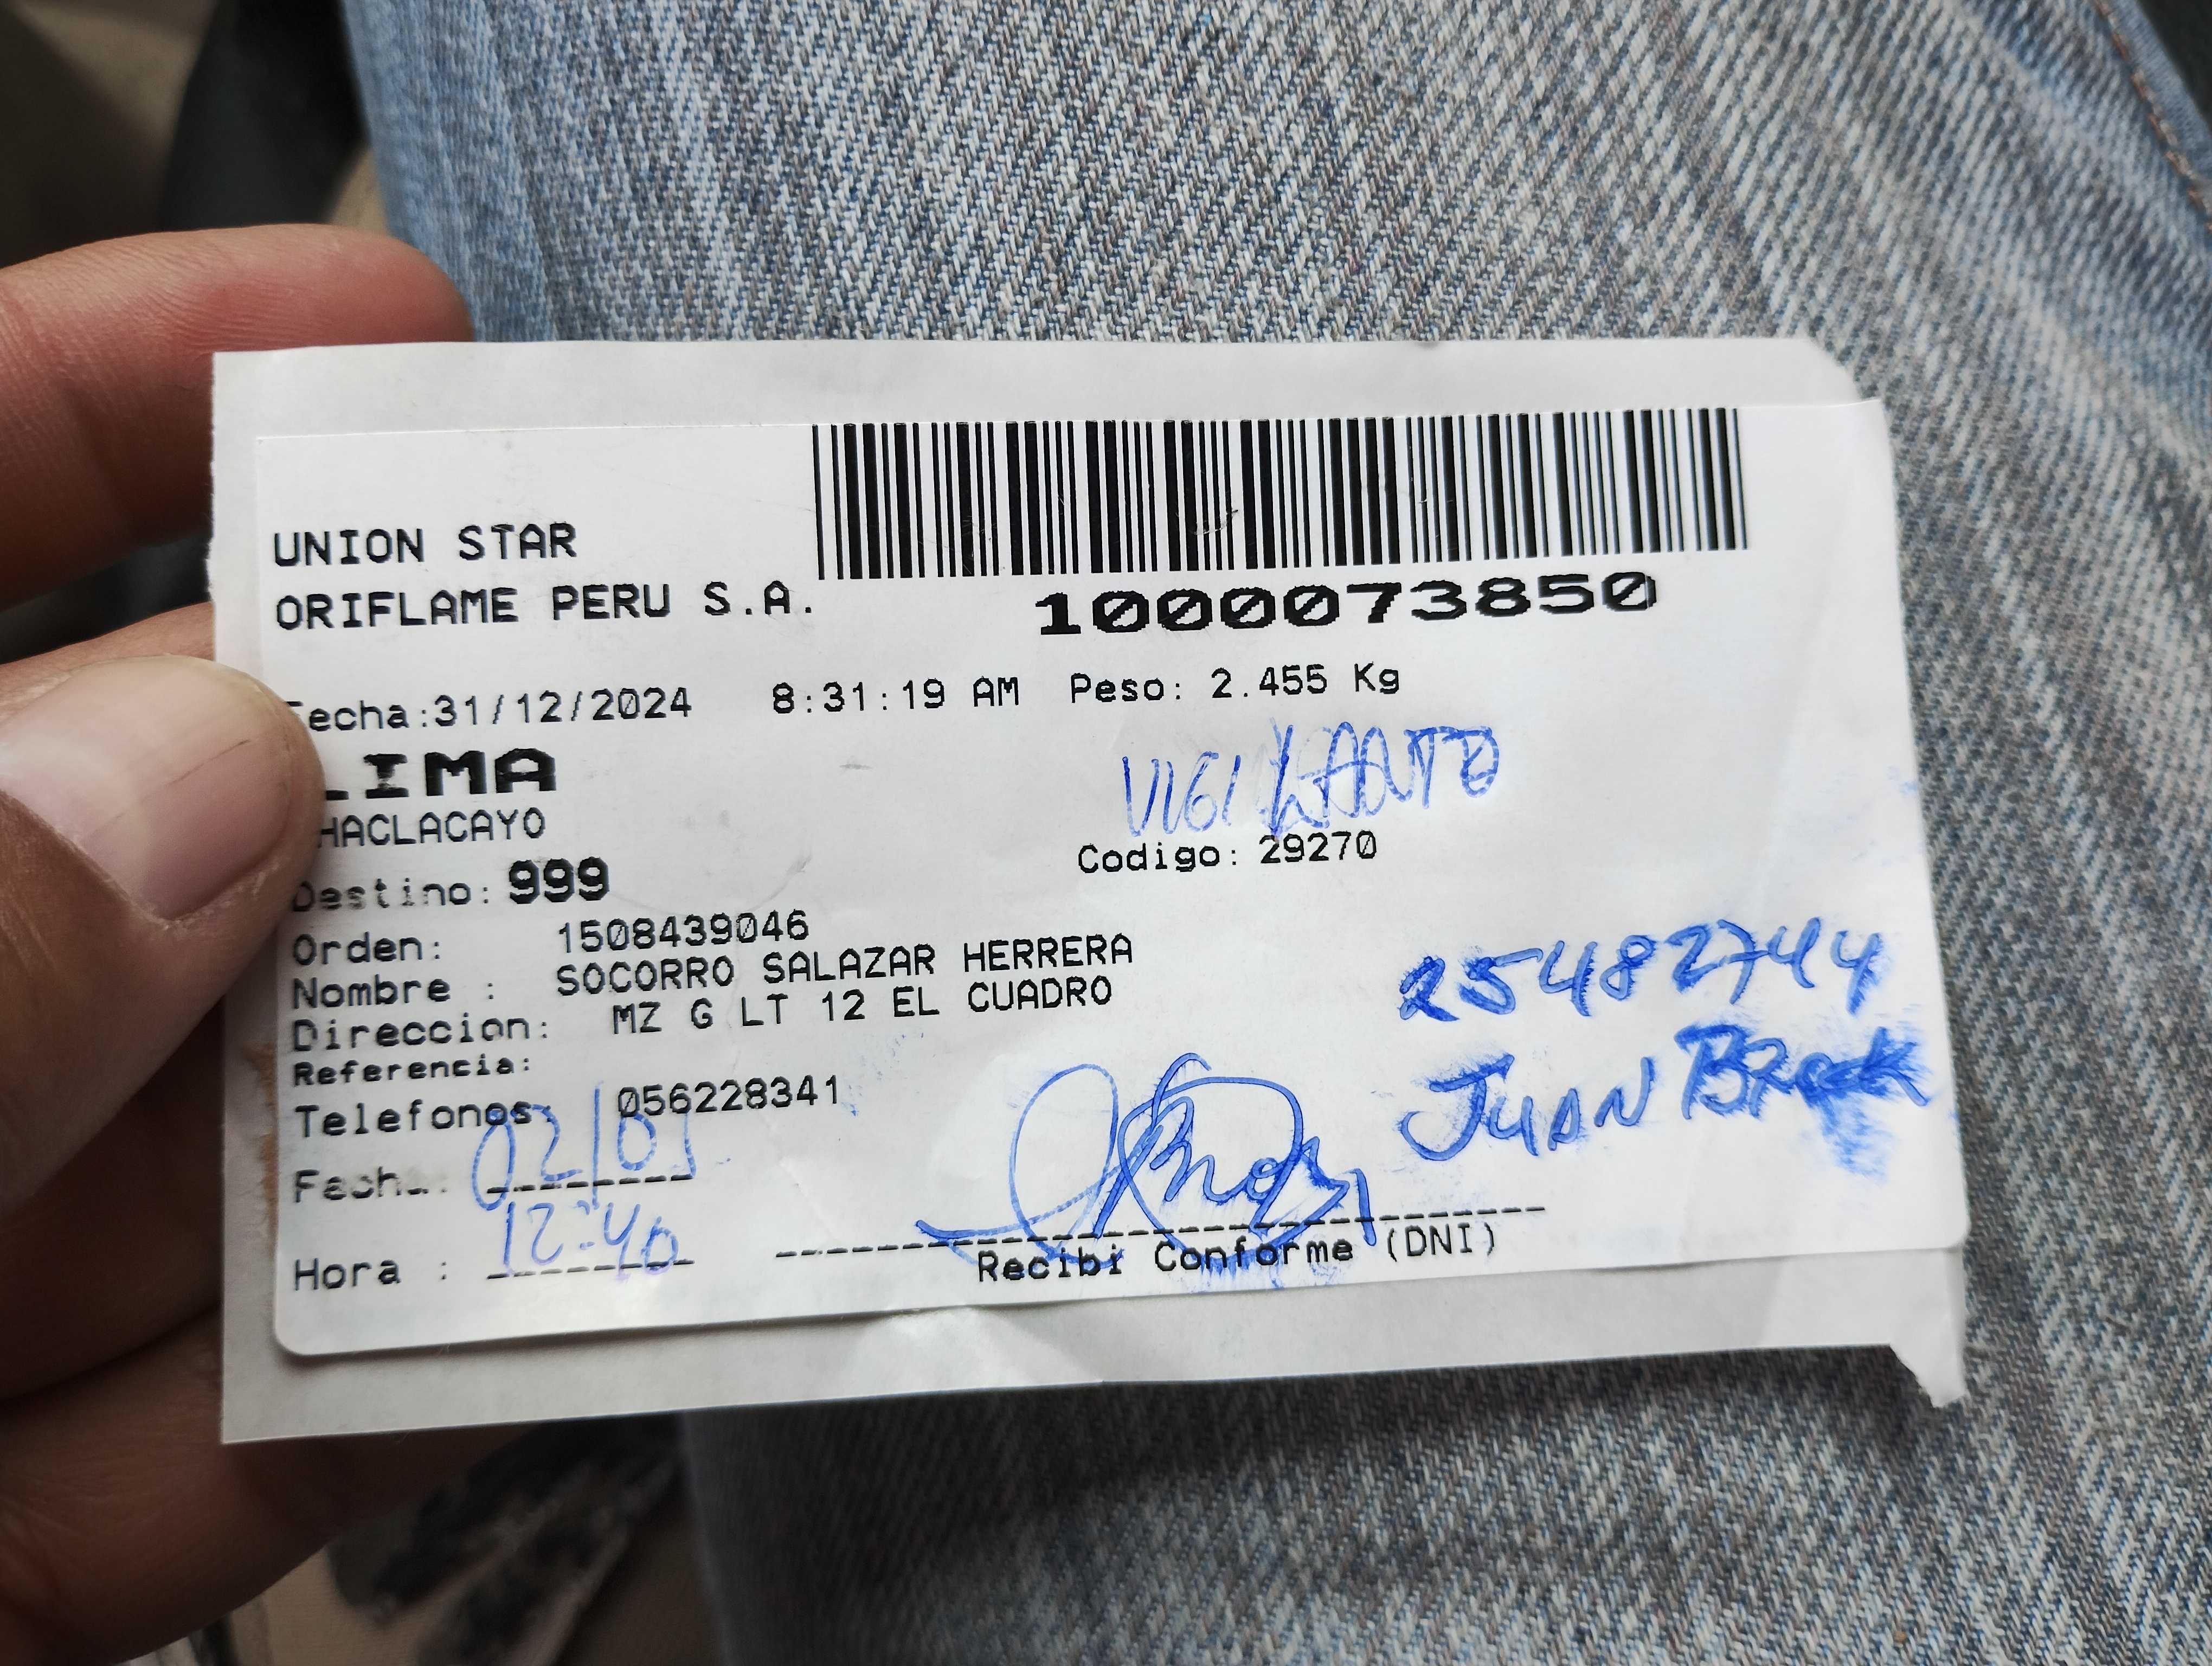 UNION STAR
ORIFLAME PERU S.A.
1000073850
Fecha:31/12/2024 8:31:19 AM Peso: 2.455 Kg
LIMA
VIGILANTE
HACLACAYO
Codigo: 29270
Destino: 999
Orden: 1508439046
Nombre : SOCORRO SALAZAR HERRERA
25482744
Direccion: MZ G LT 12 EL CUADRO
Referencia:
JUAN
Telefonos: 056228341
Fecha: 02/01
Hora : 12:40
Recibi Conforme (DNI)